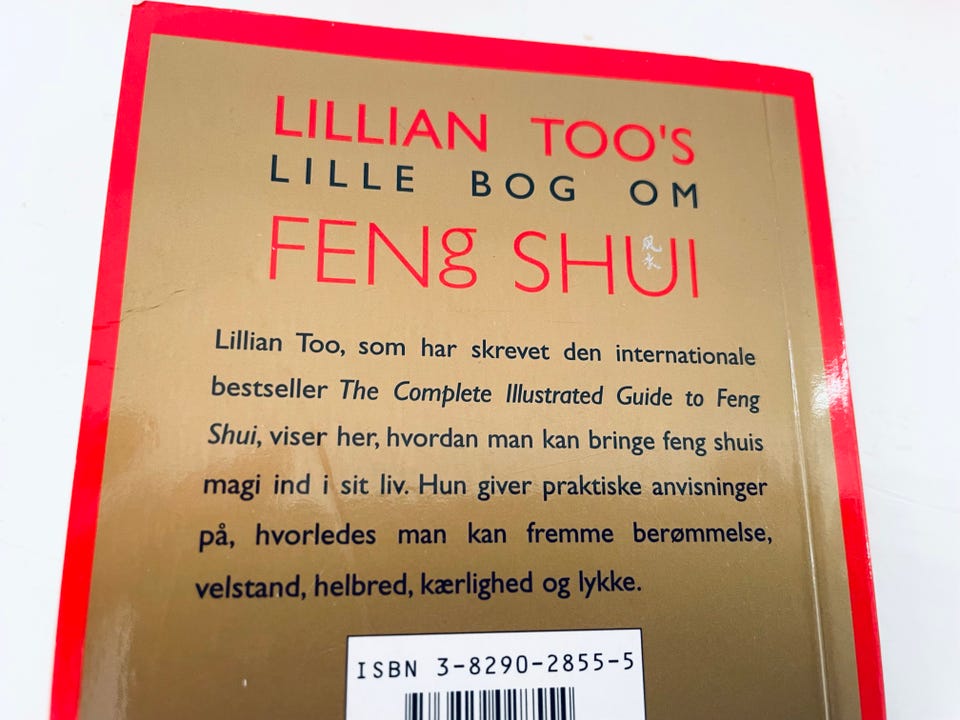 LILLIAN TOO'S
LILLE BOG OM
FENg SHUI
风水
Lillian Too, som har skrevet den internationale
bestseller The Complete Illustrated Guide to Feng
Shui, viser her, hvordan man kan bringe feng shuis
magi ind i sit liv. Hun giver praktiske anvisninger
på, hvorledes man kan fremme berømmelse,
velstand, helbred, kærlighed og lykke.
ISBN 3-8290-2855-5